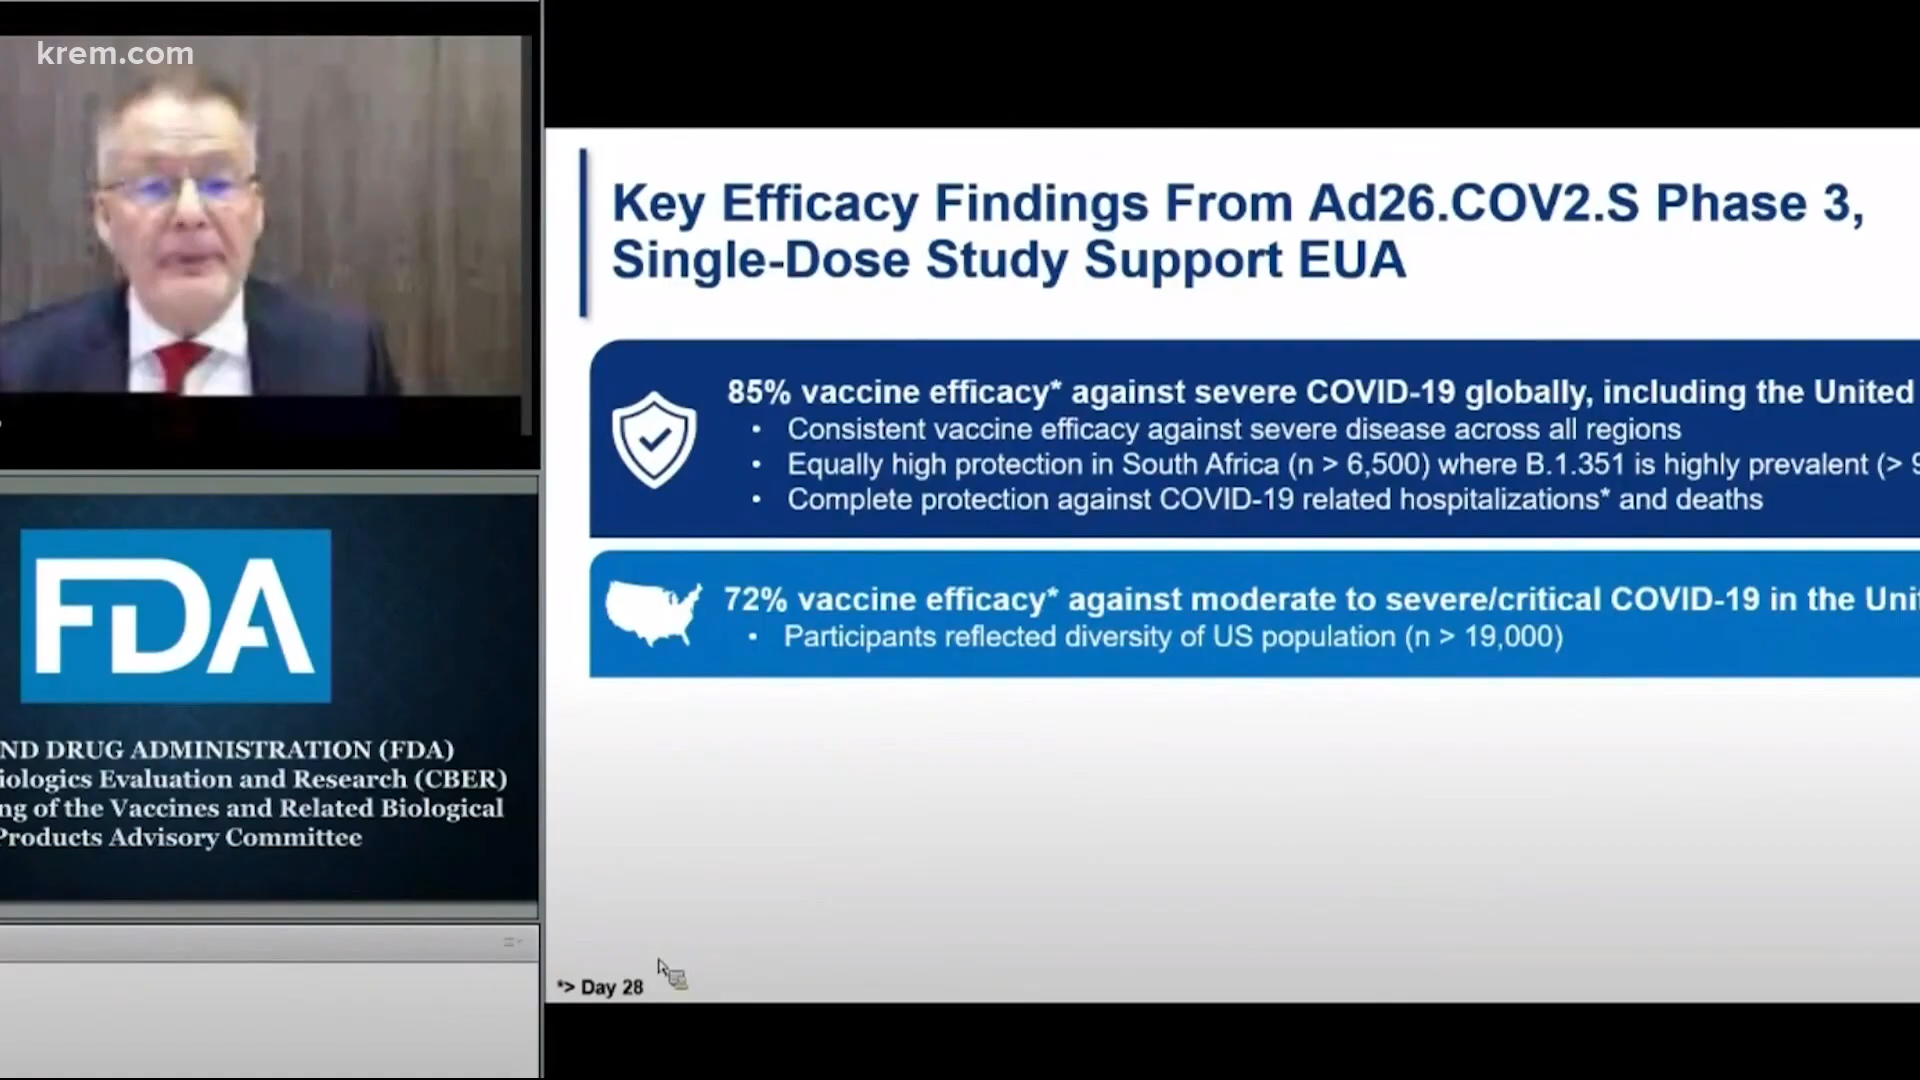 krem.com
FDA
ND DRUG ADMINISTRATION (FDA)
iologics Evaluation and Research (CBER)
ng of the Vaccines and Related Biological
Products Advisory Committee
Key Efficacy Findings From Ad26.COV2.S Phase 3,
Single-Dose Study Support EUA
85% vaccine efficacy* against severe COVID-19 globally, including the United
• Consistent vaccine efficacy against severe disease across all regions
• Equally high protection in South Africa (n > 6,500) where B.1.351 is highly prevalent (> 9
• Complete protection against COVID-19 related hospitalizations* and deaths
72% vaccine efficacy* against moderate to severe/critical COVID-19 in the Unit
• Participants reflected diversity of US population (n > 19,000)
*> Day 28